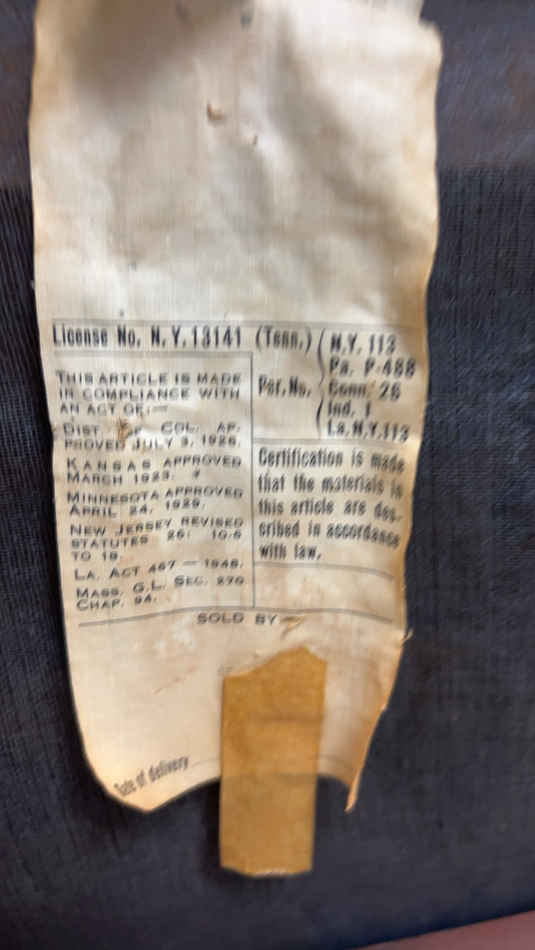 License No. N.Y. 13141 (Tenn.)
Per. No.
N.Y. 113
Pa. P-488
Conn. 26
Ind. 1
La. N.Y. 113
THIS ARTICLE IS MADE
IN COMPLIANCE WITH
AN ACT OF:—
DIST. OF COL. AP-
PROVED JULY 3, 1926.
KANSAS APPROVED
MARCH 1923.
MINNESOTA APPROVED
APRIL 24, 1929.
NEW JERSEY REVISED
STATUTES 26: 10-6
TO 18.
LA. ACT 467 — 1948.
MASS. G.L. SEC. 270
CHAP. 94.
Certification is made
that the materials in
this article are des-
cribed in accordance
with law.
SOLD BY
Date of delivery